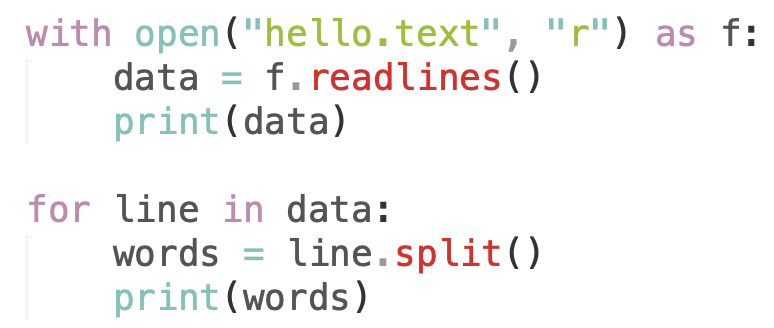 with open("hello.text", "r") as f:
    data = f.readlines()
    print(data)

for line in data:
    words = line.split()
    print(words)